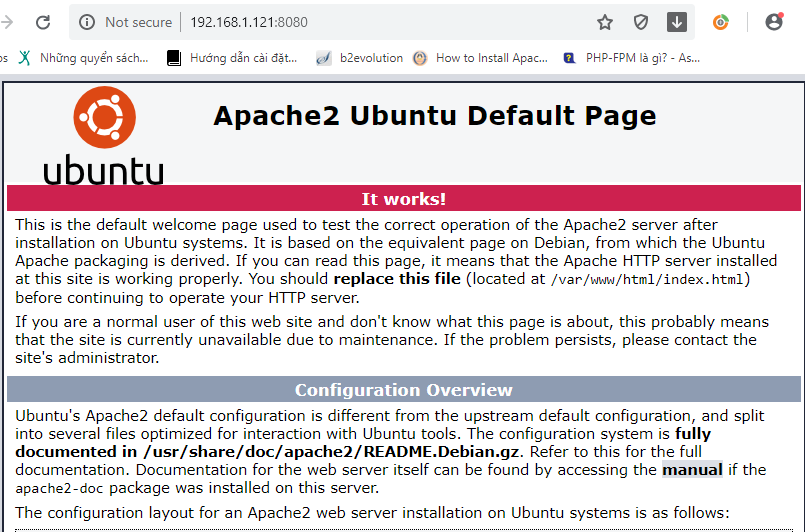 Not secure | 192.168.1.121:8080
ps Những quyển sách... Hướng dẫn cài đặt... b2evolution How to Install Apac... PHP-FPM là gì? - As...
ubuntu
Apache2 Ubuntu Default Page
It works!
This is the default welcome page used to test the correct operation of the Apache2 server after
installation on Ubuntu systems. It is based on the equivalent page on Debian, from which the Ubuntu
Apache packaging is derived. If you can read this page, it means that the Apache HTTP server installed
at this site is working properly. You should replace this file (located at /var/www/html/index.html)
before continuing to operate your HTTP server.
If you are a normal user of this web site and don't know what this page is about, this probably means
that the site is currently unavailable due to maintenance. If the problem persists, please contact the
site's administrator.
Configuration Overview
Ubuntu's Apache2 default configuration is different from the upstream default configuration, and split
into several files optimized for interaction with Ubuntu tools. The configuration system is fully
documented in /usr/share/doc/apache2/README.Debian.gz. Refer to this for the full
documentation. Documentation for the web server itself can be found by accessing the manual if the
apache2-doc package was installed on this server.
The configuration layout for an Apache2 web server installation on Ubuntu systems is as follows: